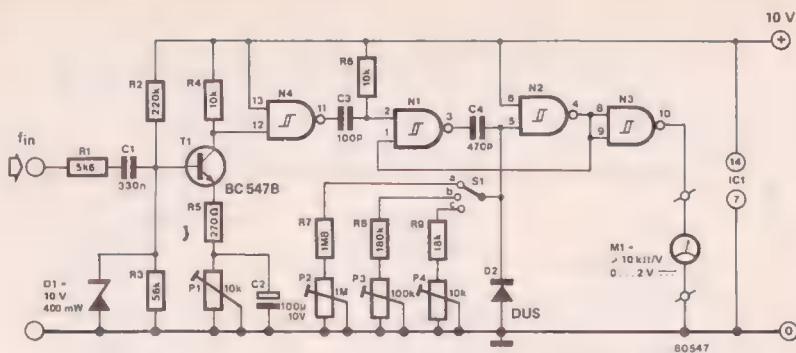 10 V
+
R2
220k
R4
10k
N4
13
12
11
C3
100p
R6
10k
N1
2
1
3
C4
470p
N2
6
5
4
N3
8
9
10
fin
R1
5k6
C1
330n
T1
BC 547B
R5
270Ω
S1
a
b
c
14
IC1
7
R7
1M8
R8
180k
R9
18k
D1 =
10 V
400 mW
R3
56k
P1
10k
C2
100µ
10V
P2
1M
P3
100k
P4
10k
D2
DUS
M1 =
10 kΩ/V
0 . . . 2 V
80547
0